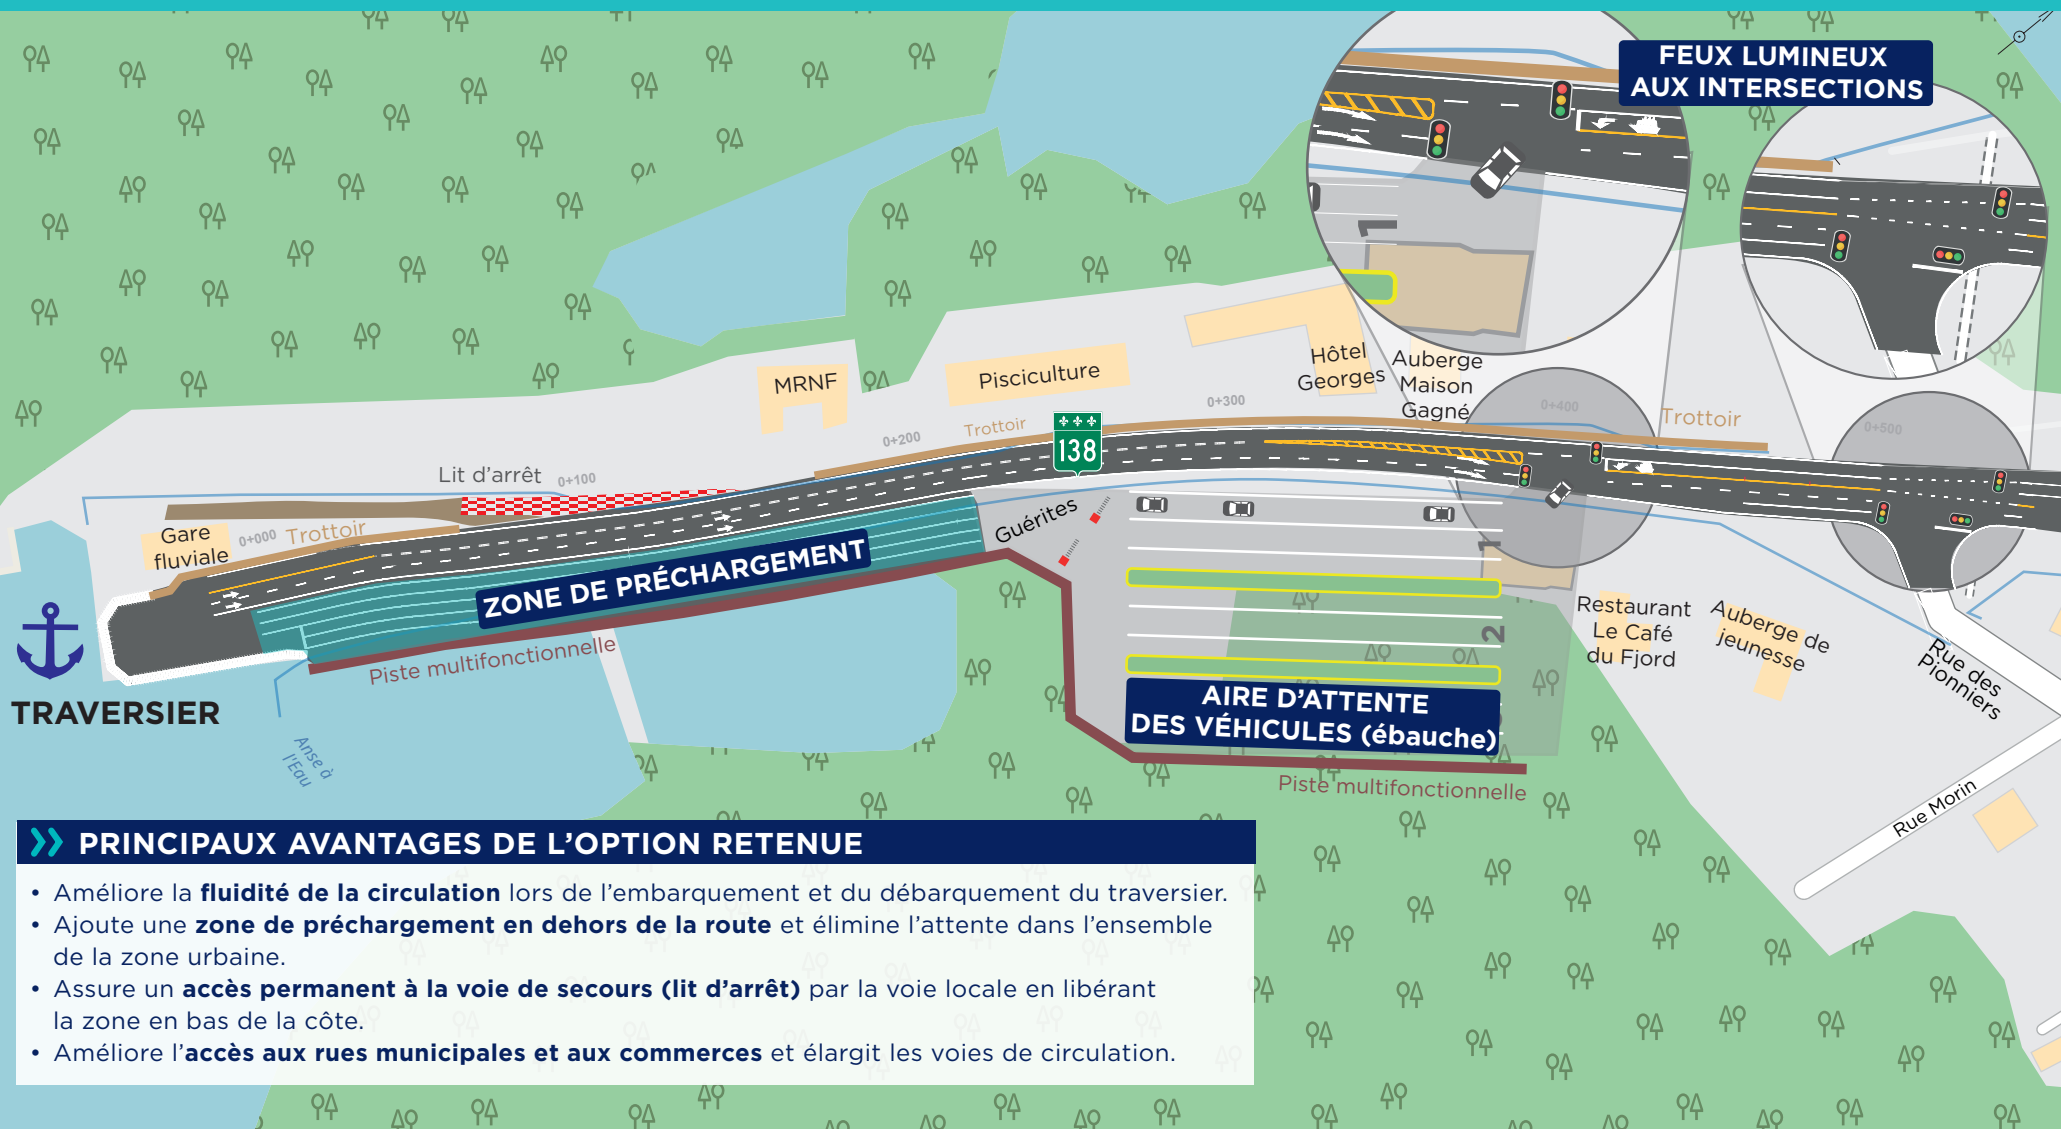 FEUX LUMINEUX
AUX INTERSECTIONS
1
Hôtel
Georges
Auberge
Maison
Gagné
MRNF
Pisciculture
0+300
0+400
Trottoir
0+500
0+200
Trottoir
138
Lit d'arrêt
0+100
Gare
fluviale
0+000
Trottoir
Guérites
ZONE DE PRÉCHARGEMENT
1
2
Piste multifonctionnelle
TRAVERSIER
Anse à
l'Eau
Restaurant
Le Café
du Fjord
Auberge de
jeunesse
Rue des
Pionniers
AIRE D'ATTENTE
DES VÉHICULES (ébauche)
Piste multifonctionnelle
Rue Morin
PRINCIPAUX AVANTAGES DE L'OPTION RETENUE
• Améliore la fluidité de la circulation lors de l'embarquement et du débarquement du traversier.
• Ajoute une zone de préchargement en dehors de la route et élimine l'attente dans l'ensemble
de la zone urbaine.
• Assure un accès permanent à la voie de secours (lit d'arrêt) par la voie locale en libérant
la zone en bas de la côte.
• Améliore l'accès aux rues municipales et aux commerces et élargit les voies de circulation.